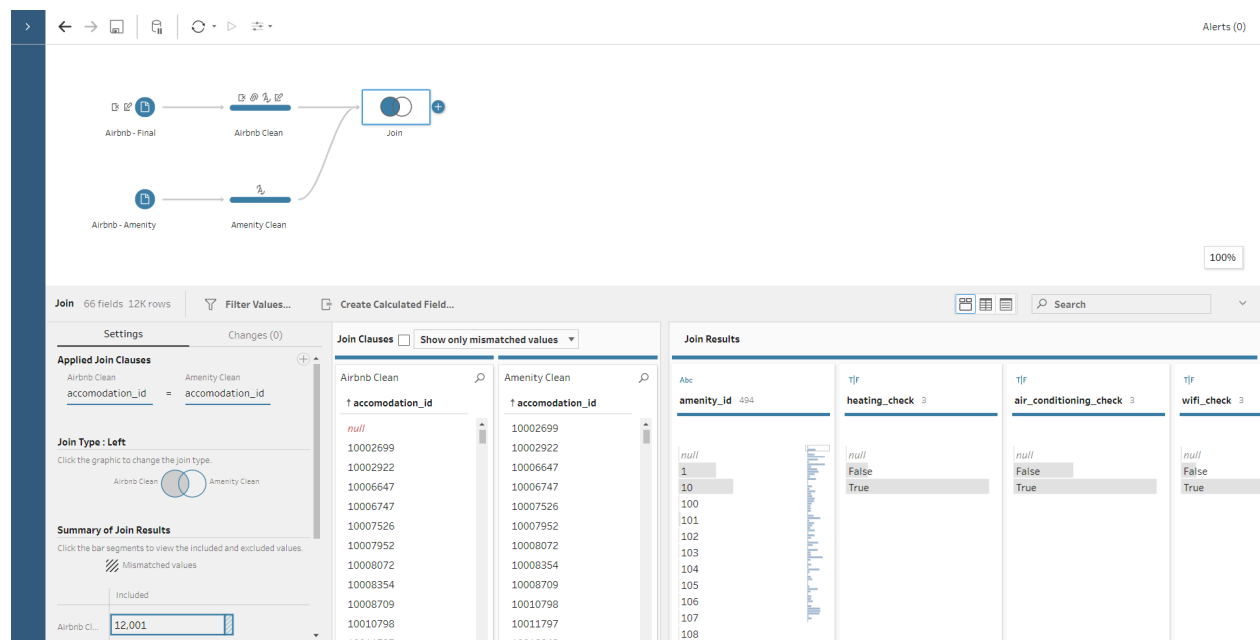 Alerts (0)
Airbnb - Final
Airbnb Clean
Join
Airbnb - Amenity
Amenity Clean
100%
Join 66 fields 12K rows
Filter Values...
Create Calculated Field...
Search
Settings
Changes (0)
Applied Join Clauses
Airbnb Clean
Amenity Clean
accomodation_id = accomodation_id
Join Type : Left
Click the graphic to change the join type.
Airbnb Clean
Amenity Clean
Summary of Join Results
Click the bar segments to view the included and excluded values.
Mismatched values
Included
Airbnb Cl...
12,001
Join Clauses
Show only mismatched values
Airbnb Clean
accomodation_id
null
10002699
10002922
10006647
10006747
10007526
10007952
10008072
10008354
10008709
10010798
Amenity Clean
accomodation_id
10002699
10002922
10006647
10006747
10007526
10007952
10008072
10008354
10008709
10010798
10011797
Join Results
Abc
amenity_id 494
null
1
10
100
101
102
103
104
105
106
107
108
T|F
heating_check 3
null
False
True
T|F
air_conditioning_check 3
null
False
True
T|F
wifi_check 3
null
False
True